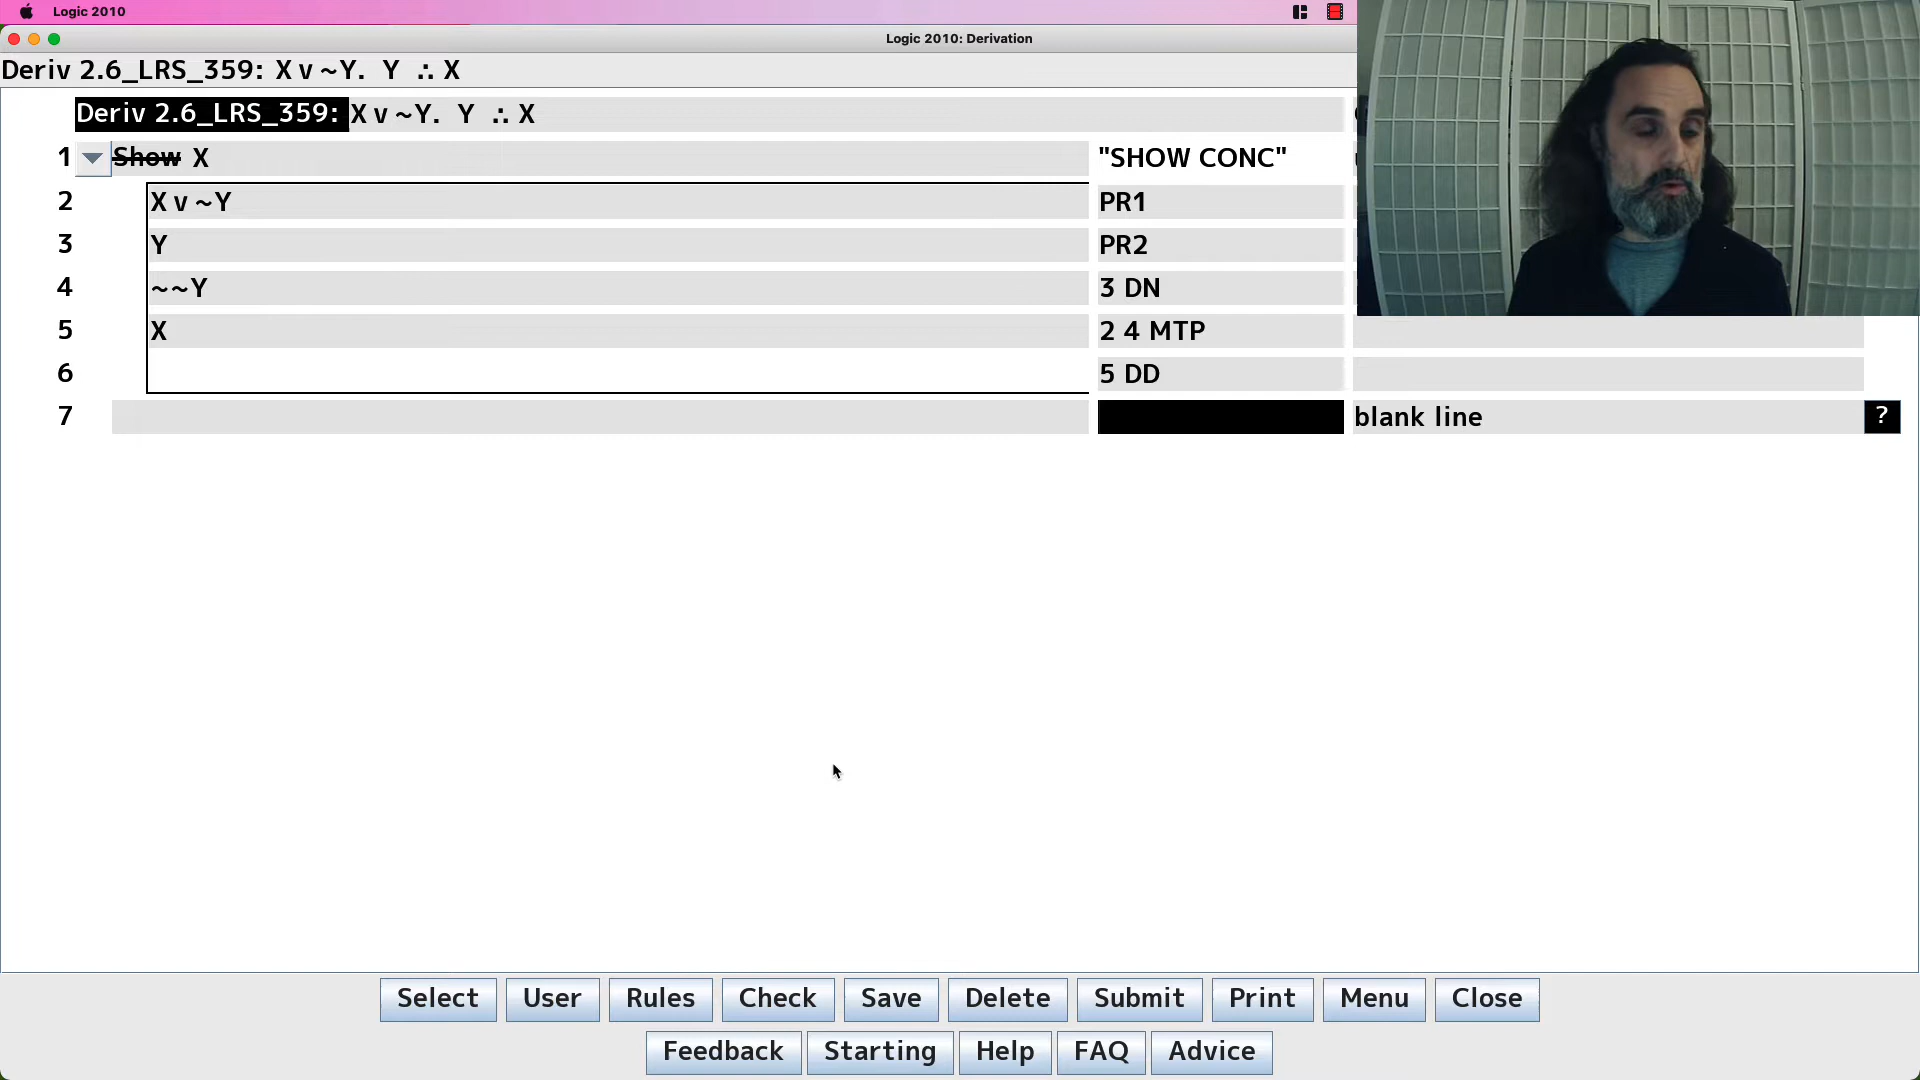 Logic 2010
Logic 2010: Derivation
Deriv 2.6_LRS_359: X v ~Y. Y ∴ X
Deriv 2.6_LRS_359: X v ~Y. Y ∴ X
1 Show X "SHOW CONC"
2 X v ~Y PR1
3 Y PR2
4 ~~Y 3 DN
5 X 2 4 MTP
6 5 DD
7 blank line ?
Select User Rules Check Save Delete Submit Print Menu Close
Feedback Starting Help FAQ Advice